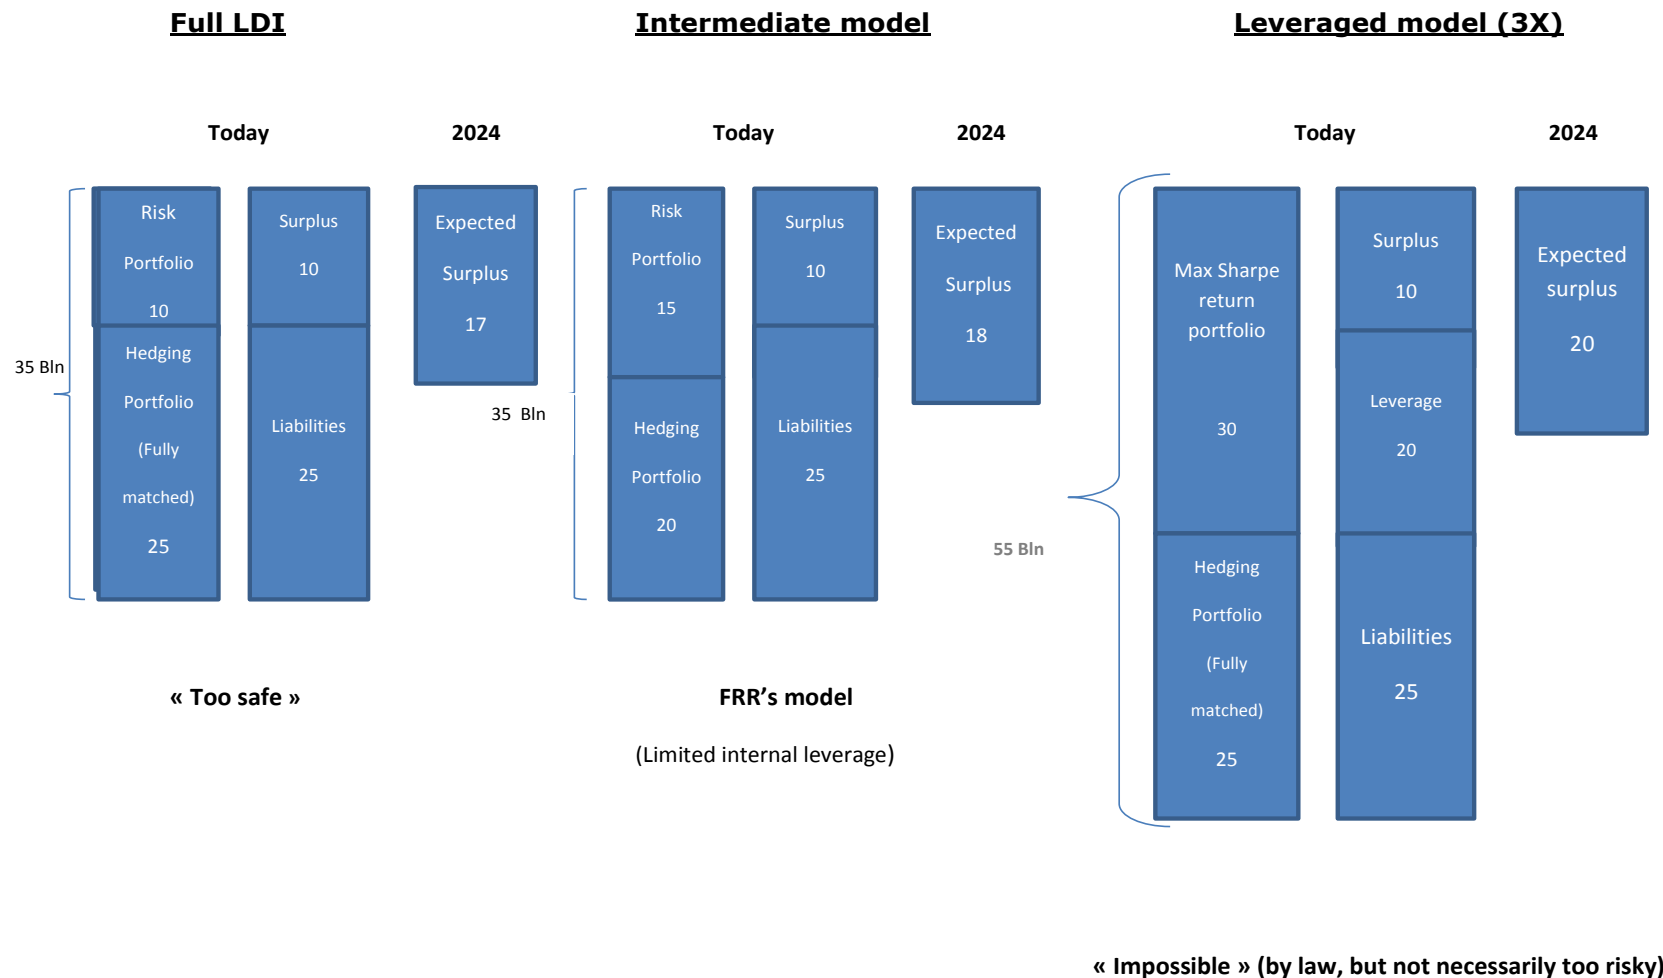 Full LDI
Intermediate model
Leveraged model (3X)
Today
2024
Today
2024
Today
2024
35 Bln
Risk
Portfolio
10
Hedging
Portfolio
(Fully
matched)
25
Surplus
10
Liabilities
25
Expected
Surplus
17
35 Bln
Risk
Portfolio
15
Hedging
Portfolio
20
Surplus
10
Liabilities
25
Expected
Surplus
18
55 Bln
Max Sharpe
return
portfolio
30
Hedging
Portfolio
(Fully
matched)
25
Surplus
10
Leverage
20
Liabilities
25
Expected
surplus
20
« Too safe »
FRR’s model
(Limited internal leverage)
« Impossible » (by law, but not necessarily too risky)